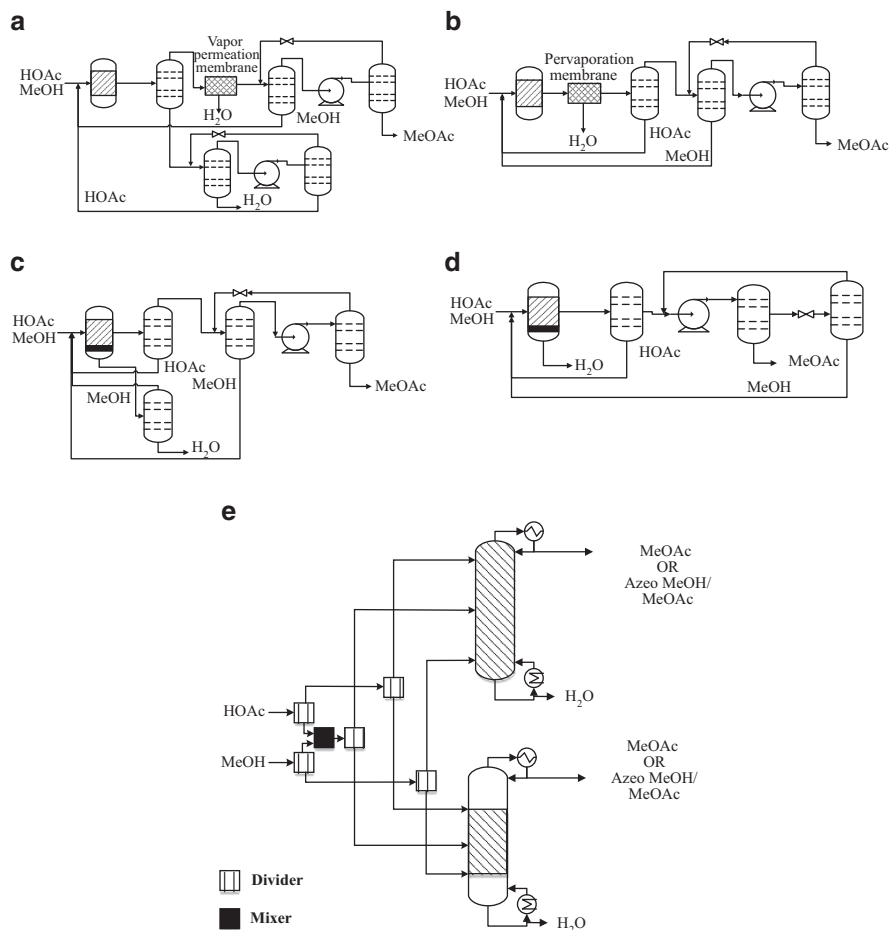 a
Vapor
permeation
membrane
HOAc
MeOH
H2O
MeOH
MeOAc
HOAc
H2O
b
Pervaporation
membrane
HOAc
MeOH
H2O
HOAc
MeOH
MeOAc
c
HOAc
MeOH
HOAc
MeOH
MeOH
MeOAc
H2O
d
HOAc
MeOH
H2O
HOAc
MeOAc
MeOH
e
MeOAc
OR
Azeo MeOH/
MeOAc
H2O
HOAc
MeOH
MeOAc
OR
Azeo MeOH/
MeOAc
H2O
Divider
Mixer